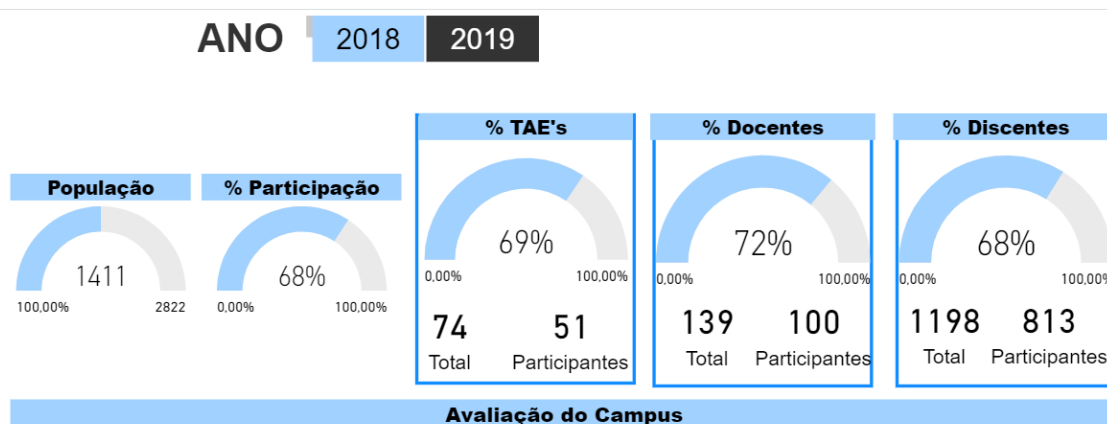 ANO 2018 2019
% TAE's % Docentes % Discentes
População % Participação
69% 72% 68%
1411 68%
0,00% 100,00% 0,00% 100,00% 0,00% 100,00%
100,00% 2822 0,00% 100,00%
74 51 139 100 1198 813
Total Participantes Total Participantes Total Participantes
Avaliação do Campus